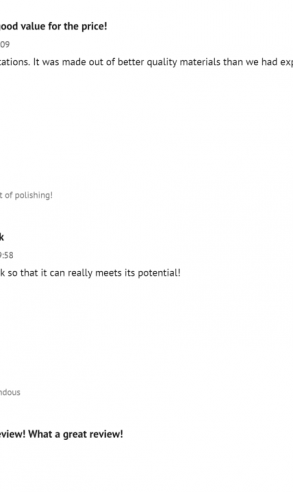 ood value for the price!
09
tations. It was made out of better quality materials than we had exp
t of polishing!
k
9:58
k so that it can really meets its potential!
ndous
eview! What a great review!